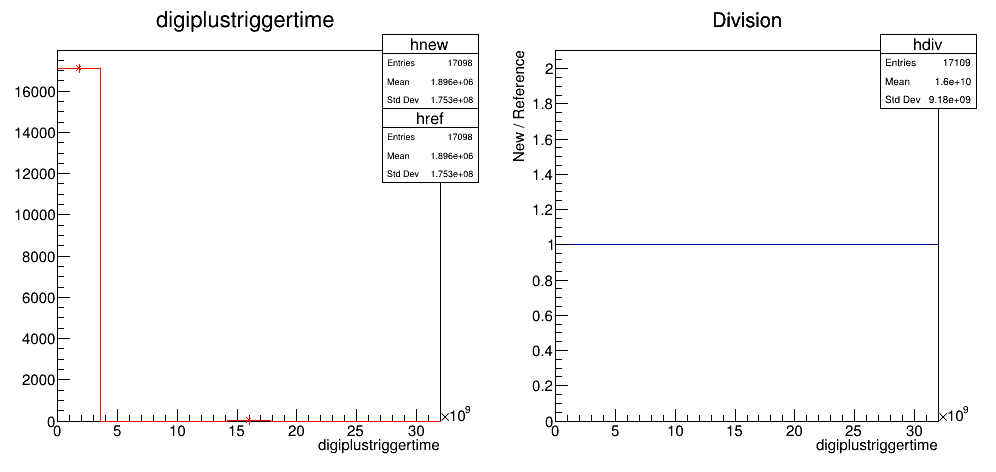 digiplustriggertime
hnew
Entries 17098
Mean 1.896e+06
Std Dev 1.753e+08
href
Entries 17098
Mean 1.896e+06
Std Dev 1.753e+08
16000
14000
12000
10000
8000
6000
4000
2000
0
0 5 10 15 20 25 30
×10⁹
digiplustriggertime
Division
hdiv
Entries 17109
Mean 1.6e+10
Std Dev 9.18e+09
New / Reference
2
1.8
1.6
1.4
1.2
1
0.8
0.6
0.4
0.2
0
0 5 10 15 20 25 30
×10⁹
digiplustriggertime